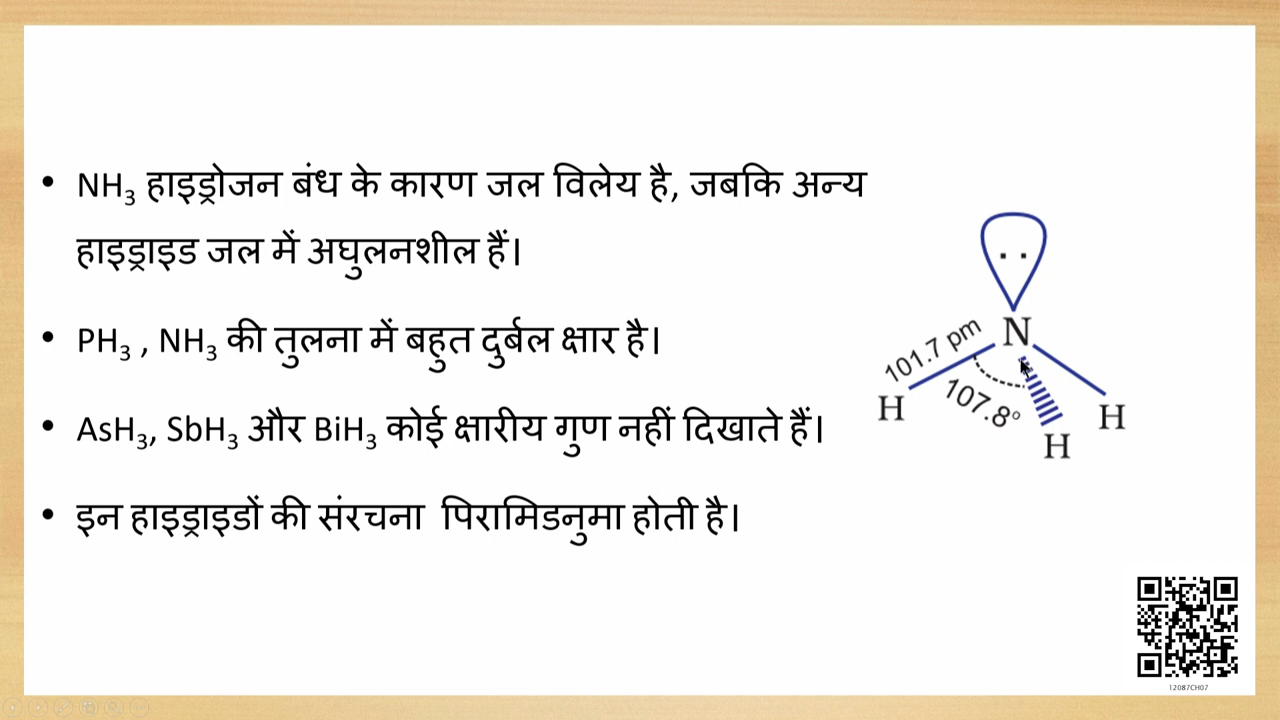 • NH₃ हाइड्रोजन बंध के कारण जल विलेय है, जबकि अन्य
हाइड्राइड जल में अघुलनशील हैं।
• PH₃ , NH₃ की तुलना में बहुत दुर्बल क्षार है।
• AsH₃, SbH₃ और BiH₃ कोई क्षारीय गुण नहीं दिखाते हैं।
• इन हाइड्राइडों की संरचना पिरामिडनुमा होती है।
N
101.7 pm
107.8°
H
H
H
12087CH07